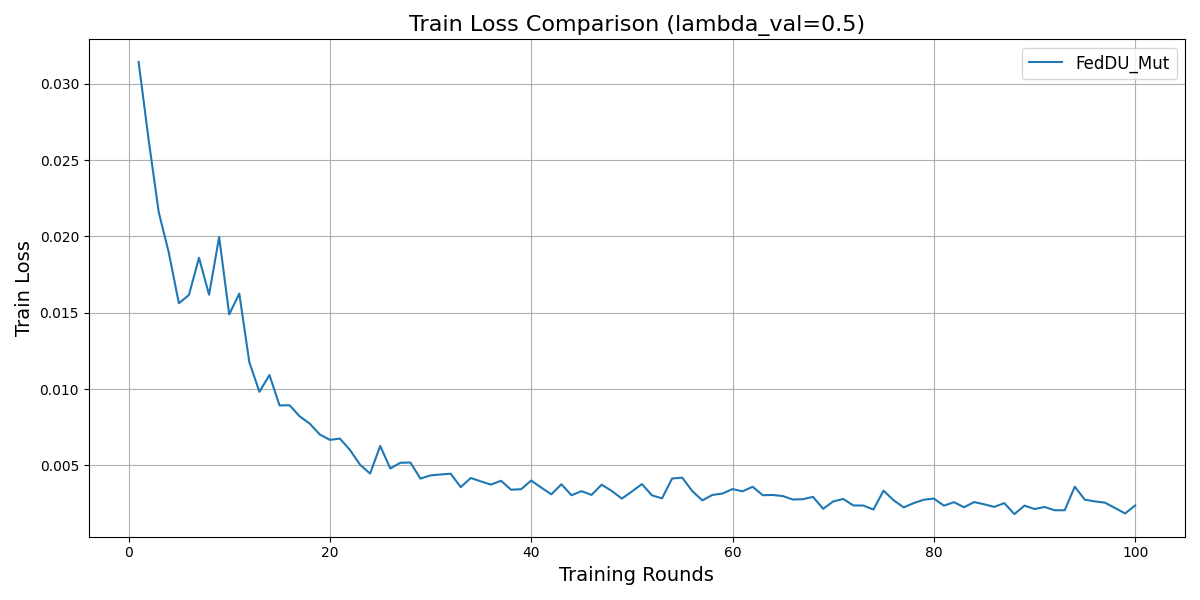 Train Loss Comparison (lambda_val=0.5)
FedDU_Mut
Train Loss
0.030
0.025
0.020
0.015
0.010
0.005
0 20 40 60 80 100
Training Rounds